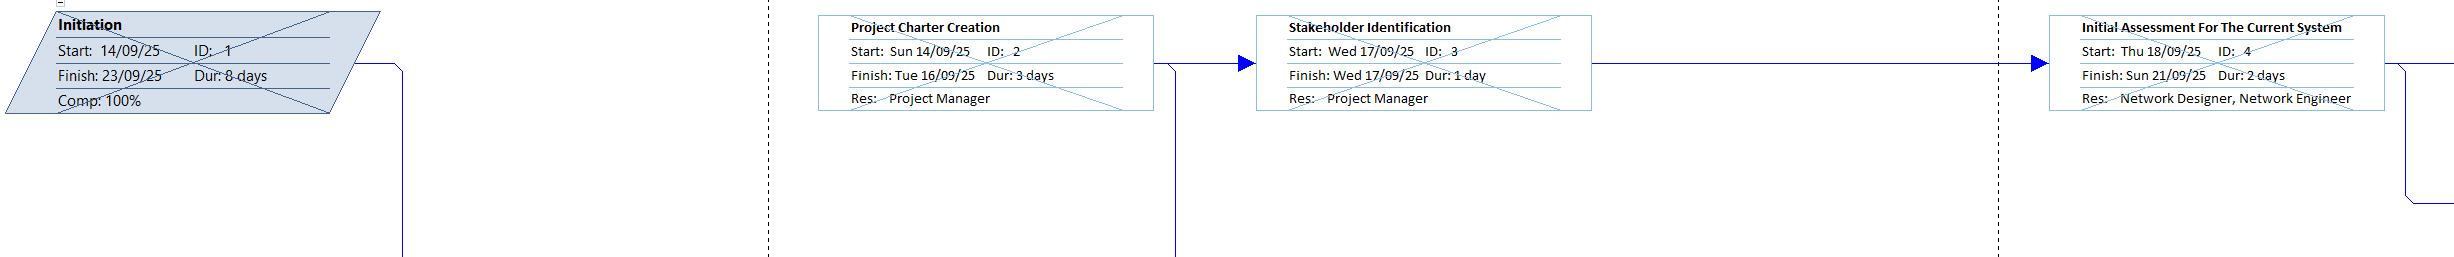 Initiation
Start: 14/09/25 ID: 1
Finish: 23/09/25 Dur: 8 days
Comp: 100%
Project Charter Creation
Start: Sun 14/09/25 ID: 2
Finish: Tue 16/09/25 Dur: 3 days
Res: Project Manager
Stakeholder Identification
Start: Wed 17/09/25 ID: 3
Finish: Wed 17/09/25 Dur: 1 day
Res: Project Manager
Initial Assessment For The Current System
Start: Thu 18/09/25 ID: 4
Finish: Sun 21/09/25 Dur: 2 days
Res: Network Designer, Network Engineer